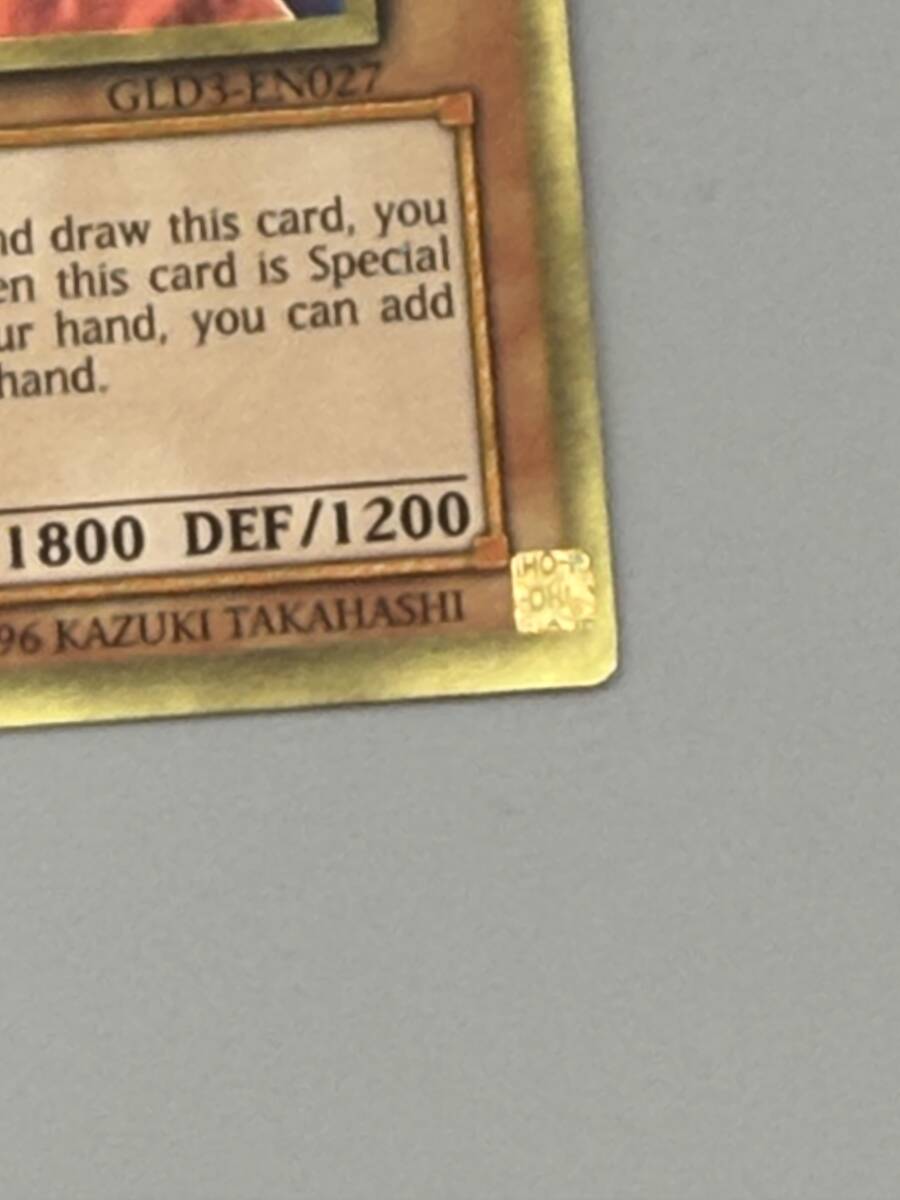 GLD3-EN027
nd draw this card, you
en this card is Special
ur hand, you can add
hand.
1800 DEF/1200
96 KAZUKI TAKAHASHI